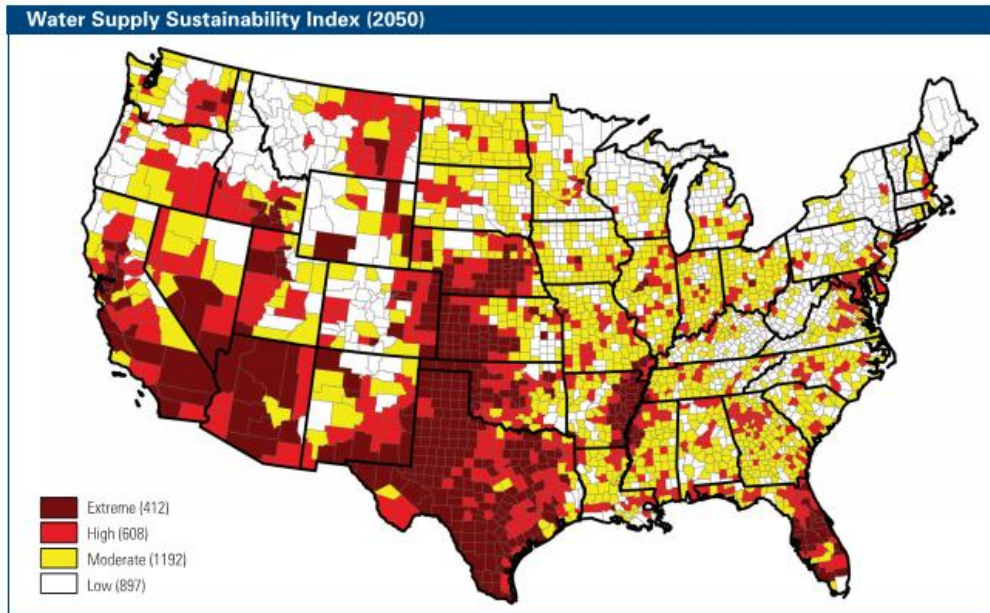 Water Supply Sustainability Index (2050)
Extreme (412)
High (608)
Moderate (1192)
Low (897)